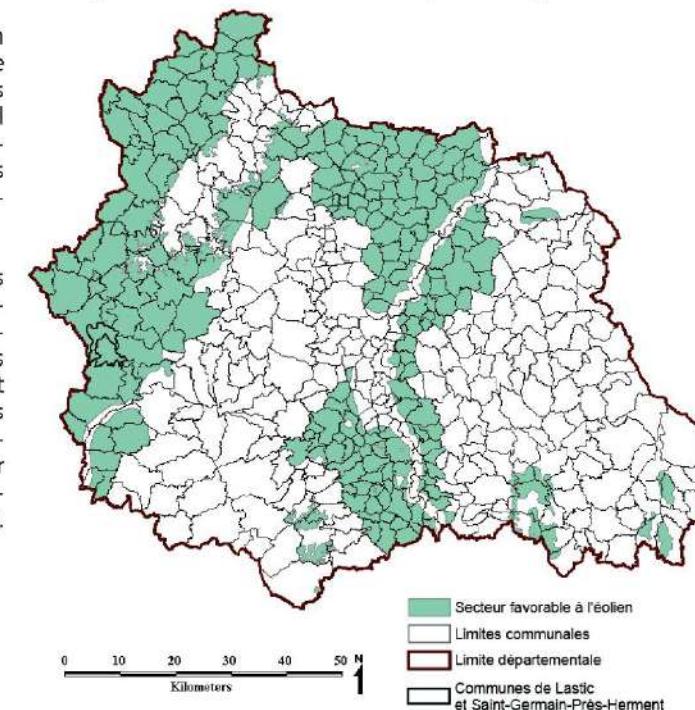 Secteur favorable à l'éolien
Limites communales
Limite départementale
Communes de Lastic
et Saint-Germain-Près-Herment
0 10 20 30 40 50 N
Kilometers